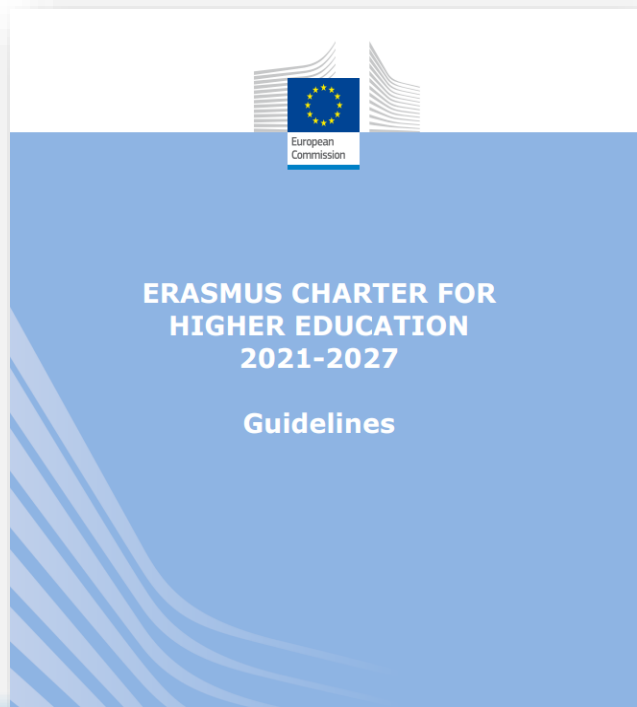 European
Commission
ERASMUS CHARTER FOR
HIGHER EDUCATION
2021-2027
Guidelines